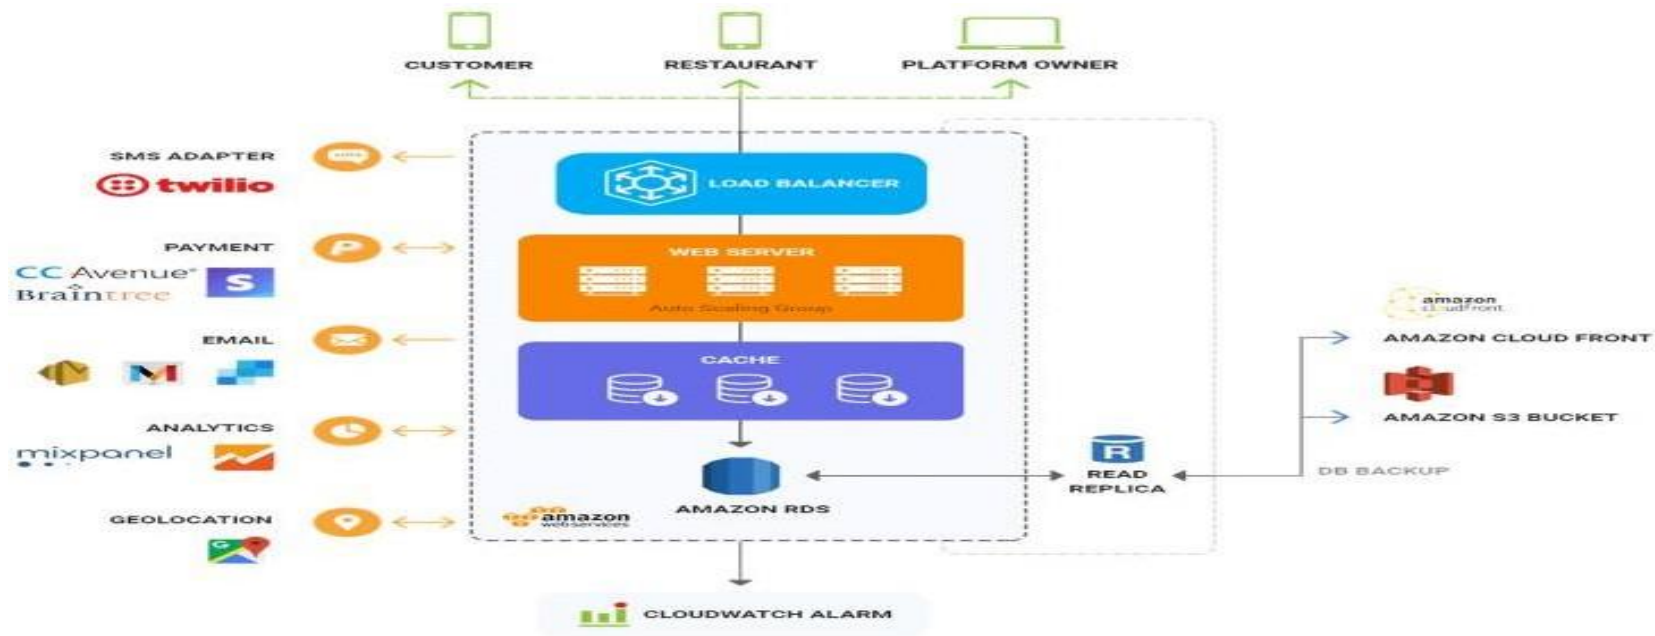 CUSTOMER
RESTAURANT
PLATFORM OWNER
SMS ADAPTER
twilio
LOAD BALANCER
PAYMENT
CC Avenue
Braintree
S
WEB SERVER
Auto Scaling Group
EMAIL
CACHE
ANALYTICS
mixpanel
GEOLOCATION
G
AMAZON RDS
amazon
webservices
R
READ
REPLICA
amazon
cloudfront
AMAZON CLOUD FRONT
AMAZON S3 BUCKET
DB BACKUP
CLOUDWATCH ALARM